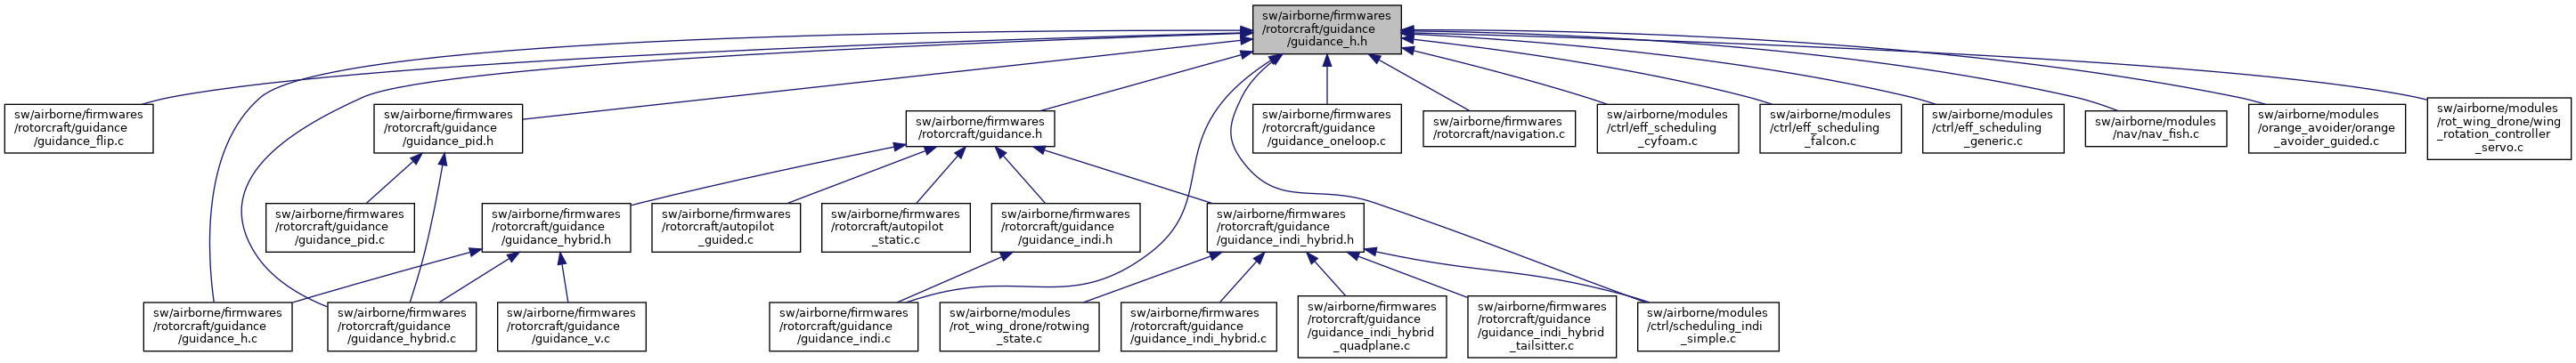 sw/airborne/firmwares
/rotorcraft/guidance
/guidance_h.h
sw/airborne/firmwares
/rotorcraft/guidance
/guidance_flip.c
sw/airborne/firmwares
/rotorcraft/guidance
/guidance_pid.h
sw/airborne/firmwares
/rotorcraft/guidance.h
sw/airborne/firmwares
/rotorcraft/guidance
/guidance_oneloop.c
sw/airborne/firmwares
/rotorcraft/navigation.c
sw/airborne/modules
/ctrl/eff_scheduling
_cyfoam.c
sw/airborne/modules
/ctrl/eff_scheduling
_falcon.c
sw/airborne/modules
/ctrl/eff_scheduling
_generic.c
sw/airborne/modules
/nav/nav_fish.c
sw/airborne/modules
/orange_avoider/orange
_avoider_guided.c
sw/airborne/modules
/rot_wing_drone/wing
_rotation_controller
_servo.c
sw/airborne/firmwares
/rotorcraft/guidance
/guidance_pid.c
sw/airborne/firmwares
/rotorcraft/guidance
/guidance_hybrid.h
sw/airborne/firmwares
/rotorcraft/autopilot
_guided.c
sw/airborne/firmwares
/rotorcraft/autopilot
_static.c
sw/airborne/firmwares
/rotorcraft/guidance
/guidance_indi.h
sw/airborne/firmwares
/rotorcraft/guidance
/guidance_indi_hybrid.h
sw/airborne/firmwares
/rotorcraft/guidance
/guidance_h.c
sw/airborne/firmwares
/rotorcraft/guidance
/guidance_hybrid.c
sw/airborne/firmwares
/rotorcraft/guidance
/guidance_v.c
sw/airborne/firmwares
/rotorcraft/guidance
/guidance_indi.c
sw/airborne/modules
/rot_wing_drone/rotwing
_state.c
sw/airborne/firmwares
/rotorcraft/guidance
/guidance_indi_hybrid.c
sw/airborne/firmwares
/rotorcraft/guidance
/guidance_indi_hybrid
_quadplane.c
sw/airborne/firmwares
/rotorcraft/guidance
/guidance_indi_hybrid
_tailsitter.c
sw/airborne/modules
/ctrl/scheduling_indi
_simple.c